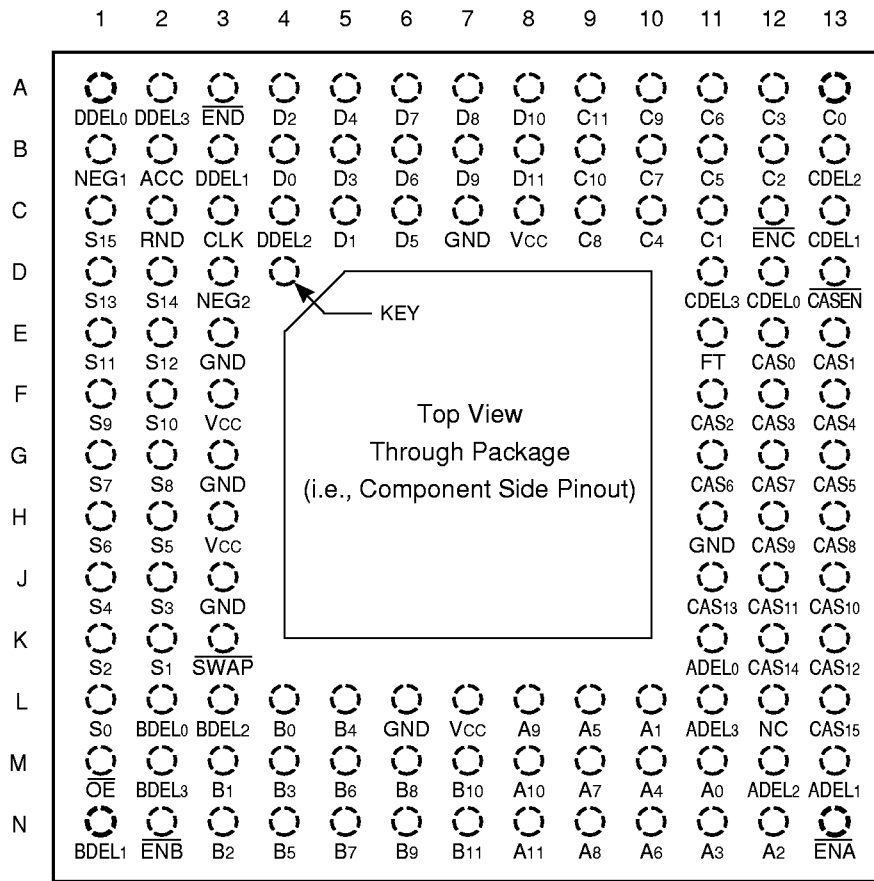 1 2 3 4 5 6 7 8 9 10 11 12 13
A
DDEL0 DDEL3 END D2 D4 D7 D8 D10 C11 C9 C6 C3 C0
B
NEG1 ACC DDEL1 D0 D3 D6 D9 D11 C10 C7 C5 C2 CDEL2
C
S15 RND CLK DDEL2 D1 D5 GND VCC C8 C4 C1 ENC CDEL1
D
S13 S14 NEG2 CDEL3 CDEL0 CASEN
KEY
E
S11 S12 GND FT CAS0 CAS1
F
S9 S10 VCC CAS2 CAS3 CAS4
Top View
Through Package
(i.e., Component Side Pinout)
G
S7 S8 GND CAS6 CAS7 CAS5
H
S6 S5 VCC GND CAS9 CAS8
J
S4 S3 GND CAS13 CAS11 CAS10
K
S2 S1 SWAP ADEL0 CAS14 CAS12
L
S0 BDEL0 BDEL2 B0 B4 GND VCC A9 A5 A1 ADEL3 NC CAS15
M
OE BDEL3 B1 B3 B6 B8 B10 A10 A7 A4 A0 ADEL2 ADEL1
N
BDEL1 ENB B2 B5 B7 B9 B11 A11 A8 A6 A3 A2 ENA